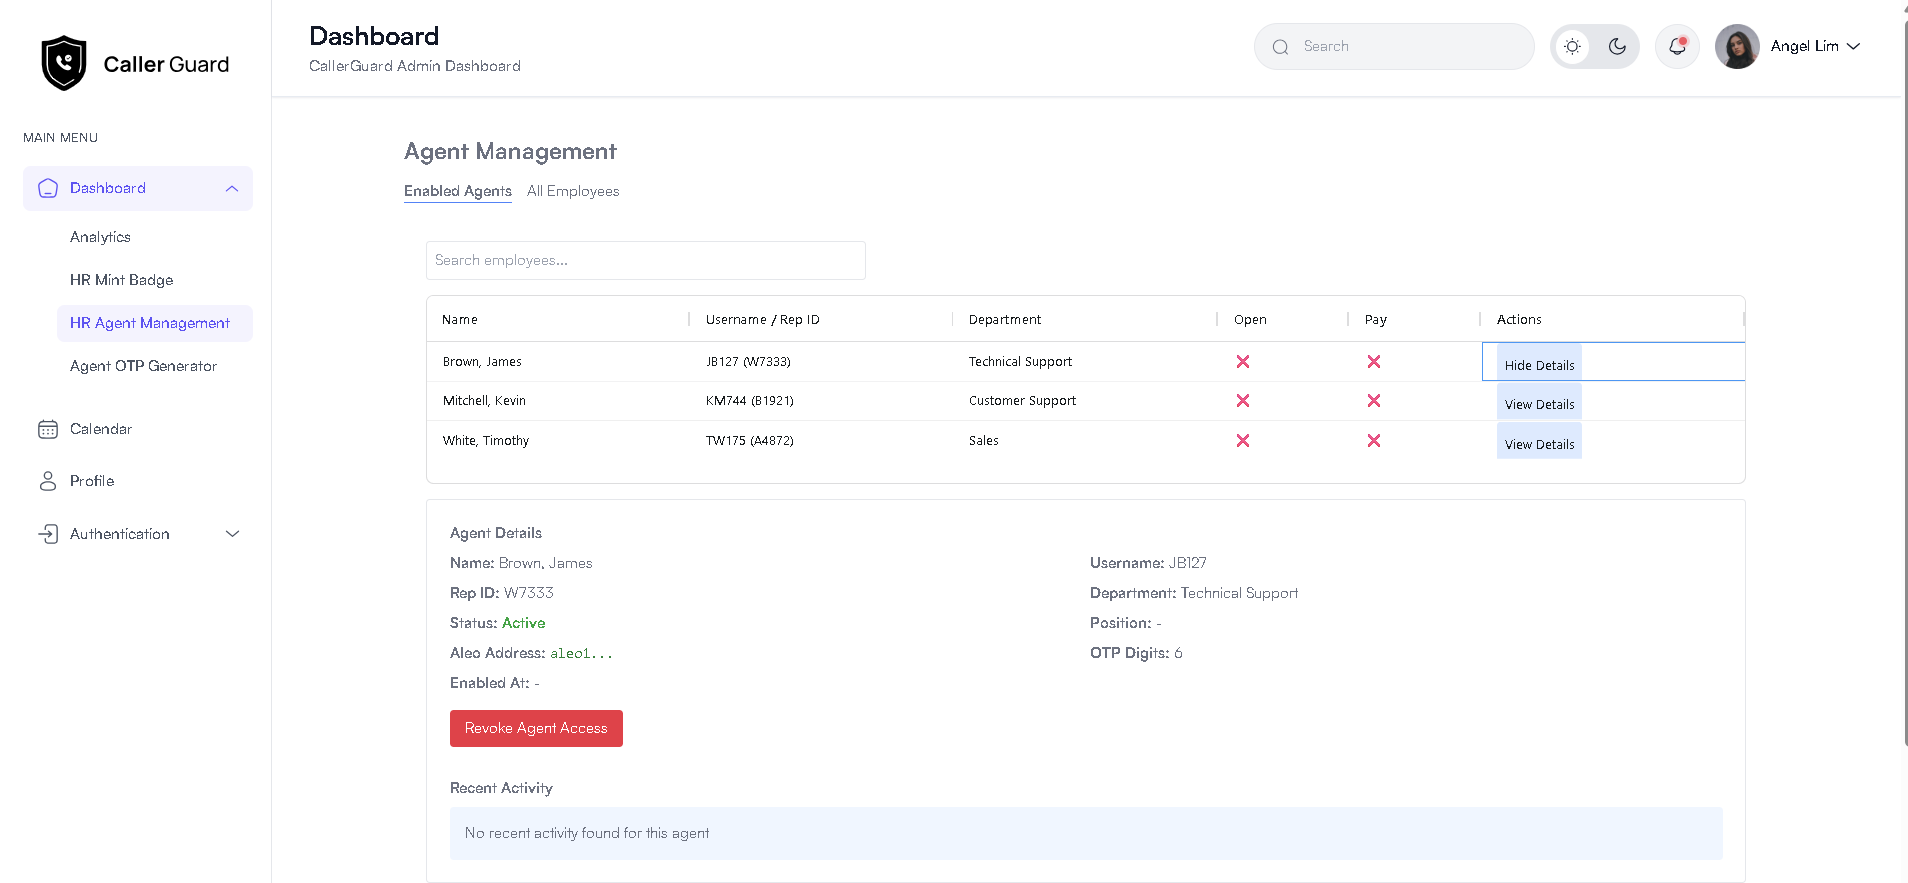 Caller Guard
MAIN MENU
Dashboard
Analytics
HR Mint Badge
HR Agent Management
Agent OTP Generator
Calendar
Profile
Authentication
Dashboard
CallerGuard Admin Dashboard
Search
Angel Lim
Agent Management
Enabled Agents All Employees
Search employees...
Name Username / Rep ID Department Open Pay Actions
Brown, James JB127 (W7333) Technical Support ❌ ❌ Hide Details
Mitchell, Kevin KM744 (B1921) Customer Support ❌ ❌ View Details
White, Timothy TW175 (A4872) Sales ❌ ❌ View Details
Agent Details
Name: Brown, James Username: JB127
Rep ID: W7333 Department: Technical Support
Status: Active Position: -
Aleo Address: aleo1... OTP Digits: 6
Enabled At: -
Revoke Agent Access
Recent Activity
No recent activity found for this agent